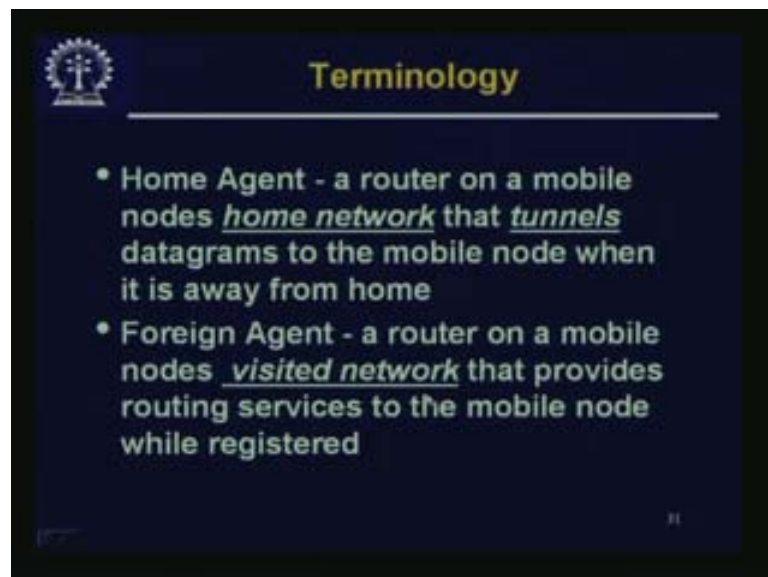 Terminology
• Home Agent - a router on a mobile
nodes home network that tunnels
datagrams to the mobile node when
it is away from home
• Foreign Agent - a router on a mobile
nodes visited network that provides
routing services to the mobile node
while registered